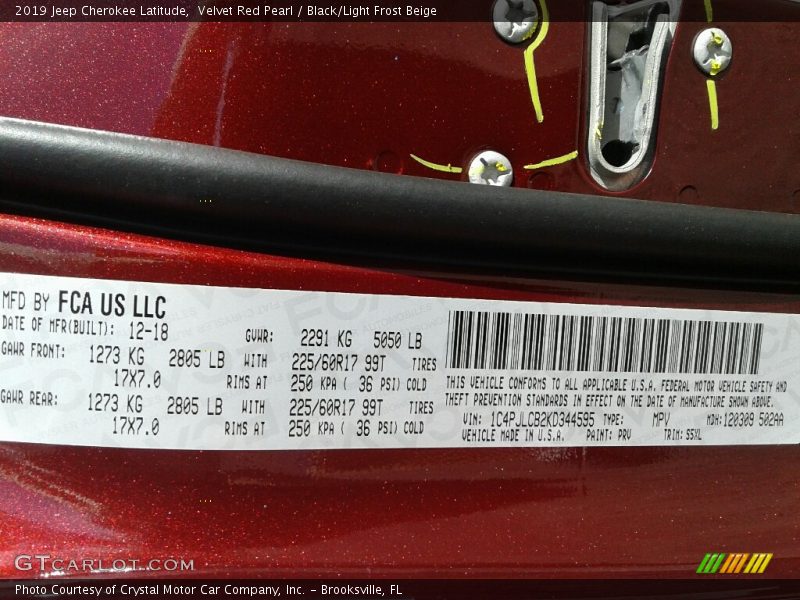 2019 Jeep Cherokee Latitude, Velvet Red Pearl / Black/Light Frost Beige
MFD BY FCA US LLC
DATE OF MFR(BUILT): 12-18 GVWR: 2291 KG 5050 LB
GAWR FRONT: 1273 KG 2805 LB WITH 225/60R17 99T TIRES
17X7.0 RIMS AT 250 KPA ( 36 PSI) COLD
GAWR REAR: 1273 KG 2805 LB WITH 225/60R17 99T TIRES
17X7.0 RIMS AT 250 KPA ( 36 PSI) COLD
THIS VEHICLE CONFORMS TO ALL APPLICABLE U.S.A. FEDERAL MOTOR VEHICLE SAFETY AND
THEFT PREVENTION STANDARDS IN EFFECT ON THE DATE OF MANUFACTURE SHOWN ABOVE.
VIN: 1C4PJLCB2KD344595 TYPE: MPV MDH: 120309 502AA
VEHICLE MADE IN U.S.A. PAINT: PRV TRIM: S5XL
GTCARLOT.COM
Photo Courtesy of Crystal Motor Car Company, Inc. – Brooksville, FL